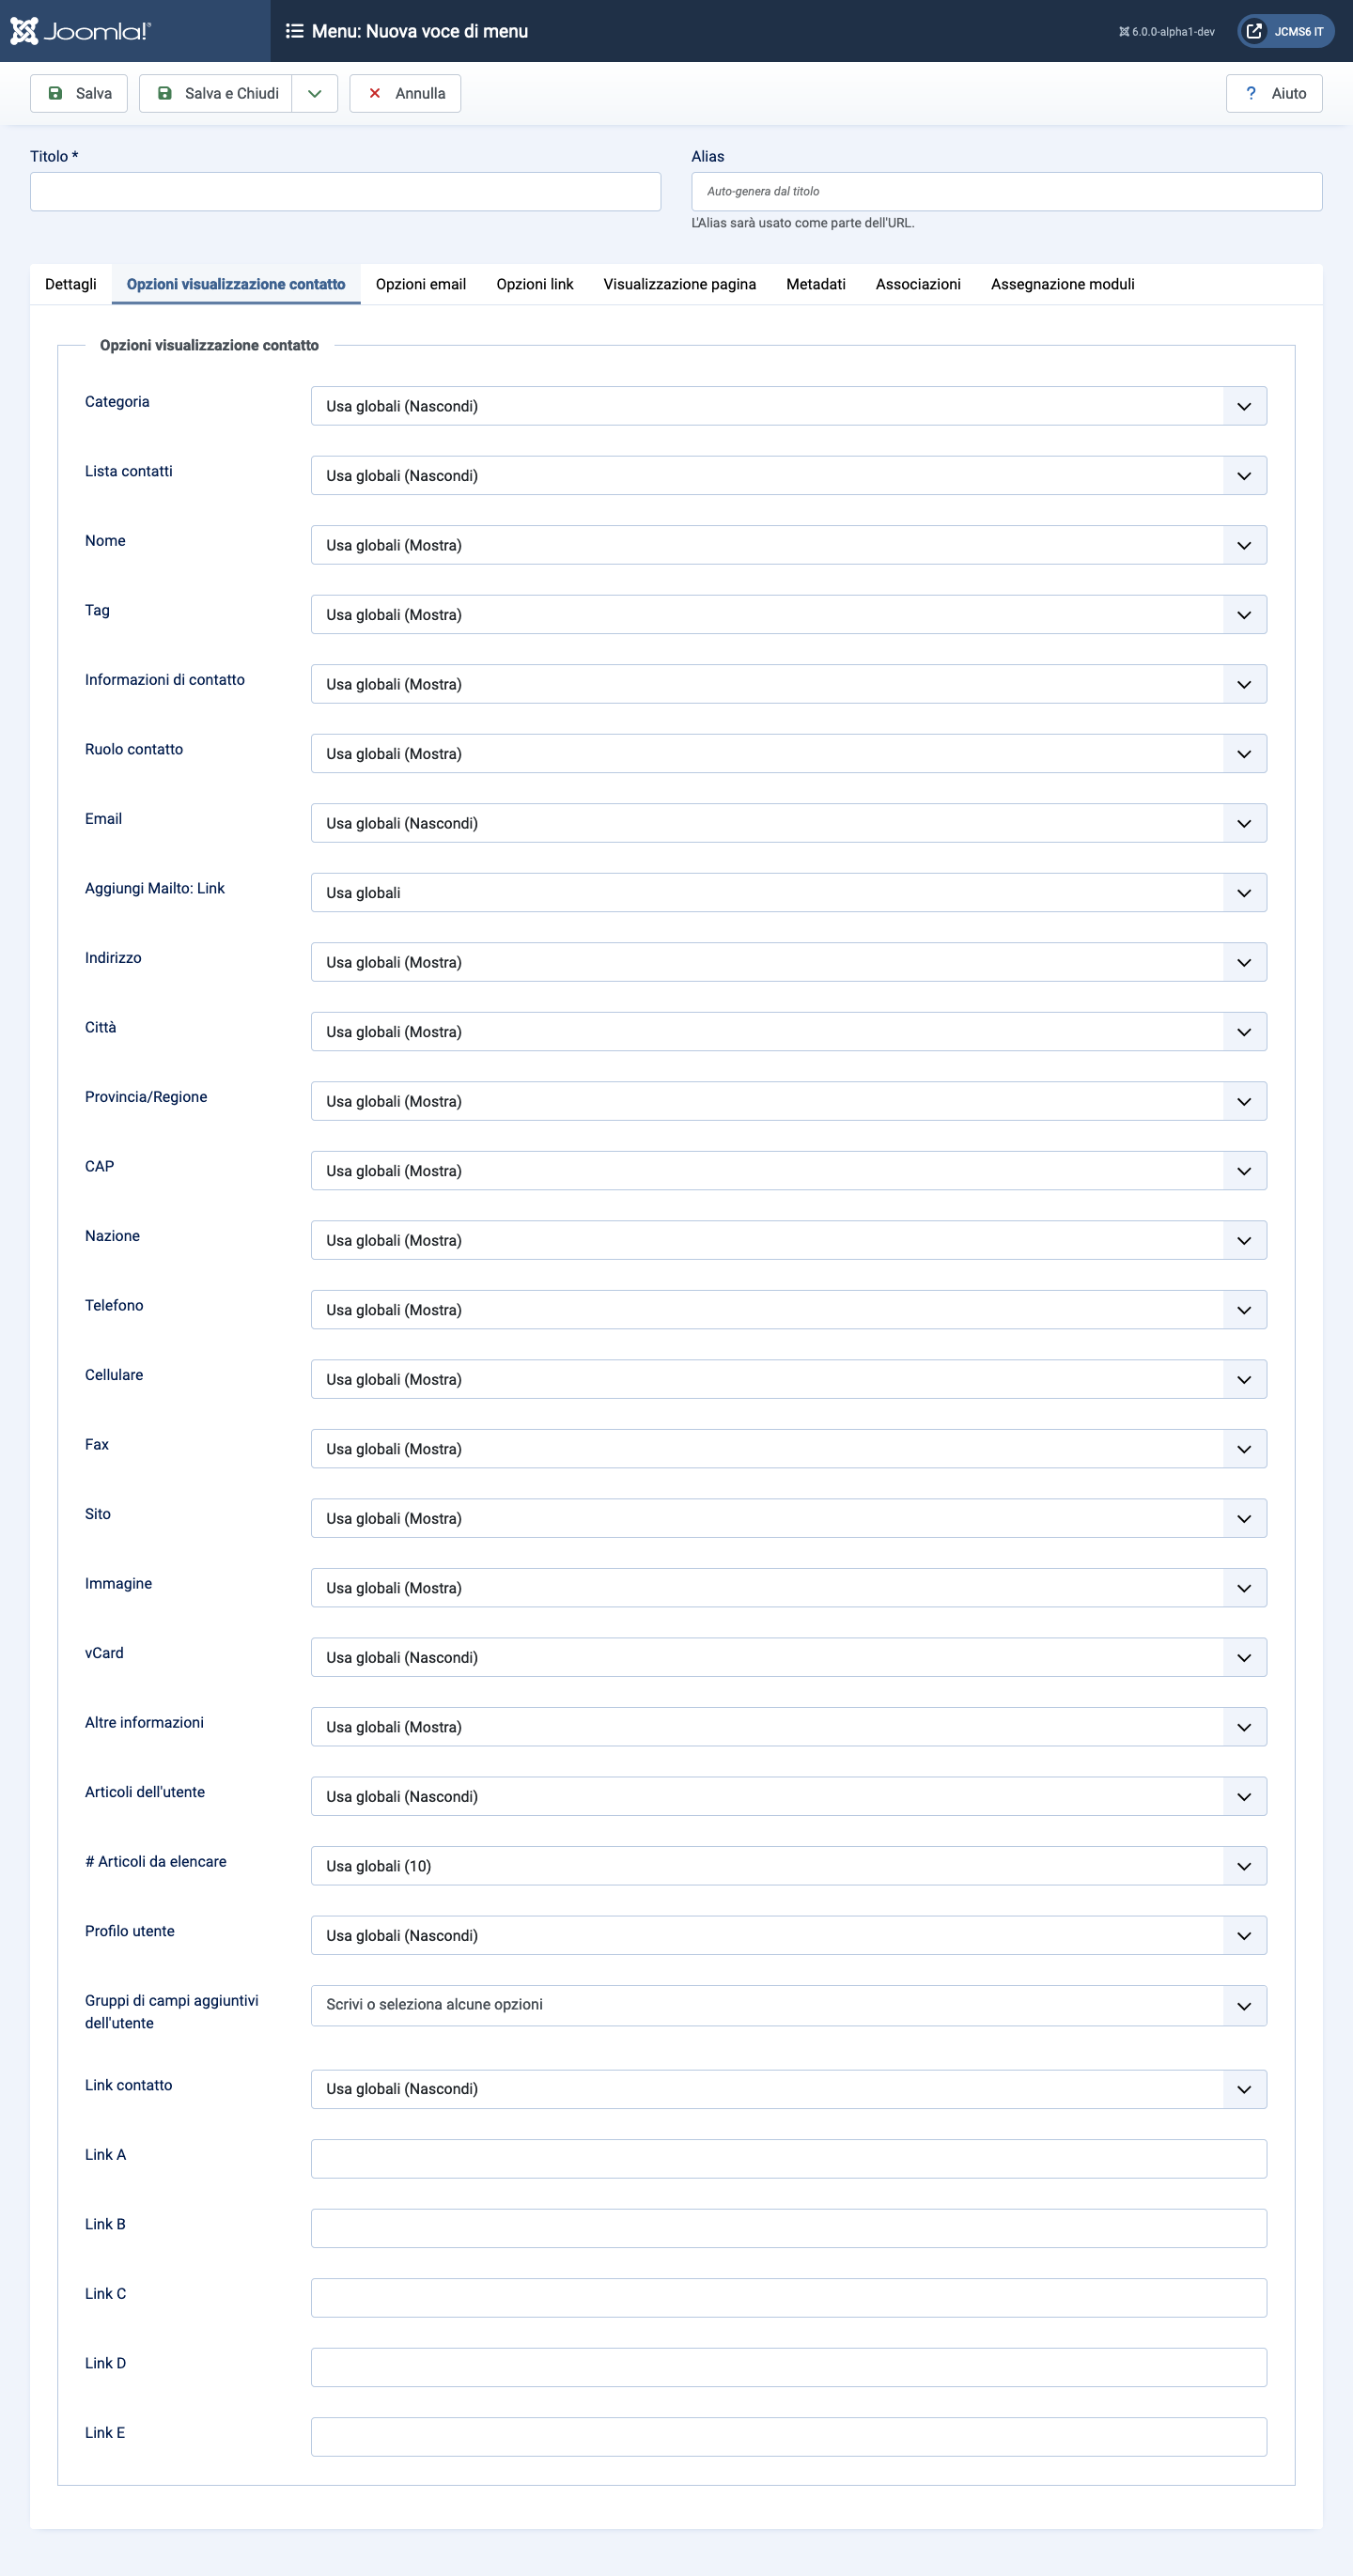 Joomla!®
Menu: Nuova voce di menu
6.0.0-alpha1-dev
JCMS6 IT
Salva
Salva e Chiudi
Annulla
? Aiuto
Titolo *
Alias
Auto-genera dal titolo
L'Alias sarà usato come parte dell'URL.
Dettagli
Opzioni visualizzazione contatto
Opzioni email
Opzioni link
Visualizzazione pagina
Metadati
Associazioni
Assegnazione moduli
Opzioni visualizzazione contatto
Categoria
Usa globali (Nascondi)
Lista contatti
Usa globali (Nascondi)
Nome
Usa globali (Mostra)
Tag
Usa globali (Mostra)
Informazioni di contatto
Usa globali (Mostra)
Ruolo contatto
Usa globali (Mostra)
Email
Usa globali (Nascondi)
Aggiungi Mailto: Link
Usa globali
Indirizzo
Usa globali (Mostra)
Città
Usa globali (Mostra)
Provincia/Regione
Usa globali (Mostra)
CAP
Usa globali (Mostra)
Nazione
Usa globali (Mostra)
Telefono
Usa globali (Mostra)
Cellulare
Usa globali (Mostra)
Fax
Usa globali (Mostra)
Sito
Usa globali (Mostra)
Immagine
Usa globali (Mostra)
vCard
Usa globali (Nascondi)
Altre informazioni
Usa globali (Mostra)
Articoli dell'utente
Usa globali (Nascondi)
# Articoli da elencare
Usa globali (10)
Profilo utente
Usa globali (Nascondi)
Gruppi di campi aggiuntivi
dell'utente
Scrivi o seleziona alcune opzioni
Link contatto
Usa globali (Nascondi)
Link A
Link B
Link C
Link D
Link E